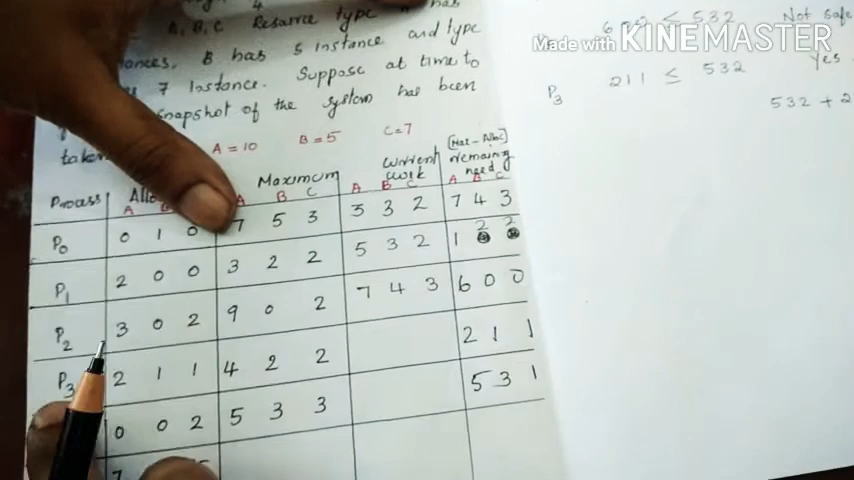 A, B, C Resource type has
B has 5 instance and type
7 Instance. Suppose at time to
snapshot of the system has been
taken
A = 10 B = 5 C = 7
Process Maximum Current work [Max - Alloc] remaining need
A A B C A B C A B C
P0 0 1 0 7 5 3 3 3 2 7 4 3
P1 2 0 0 3 2 2 5 3 2 1 2 2
P2 3 0 2 9 0 2 7 4 3 6 0 0
P3 2 1 1 4 2 2 2 1 1
0 0 2 5 3 3 5 3 1
7
600 ≤ 532 Not safe
P3 211 ≤ 532 Yes
532 + 2
Made with KINEMASTER